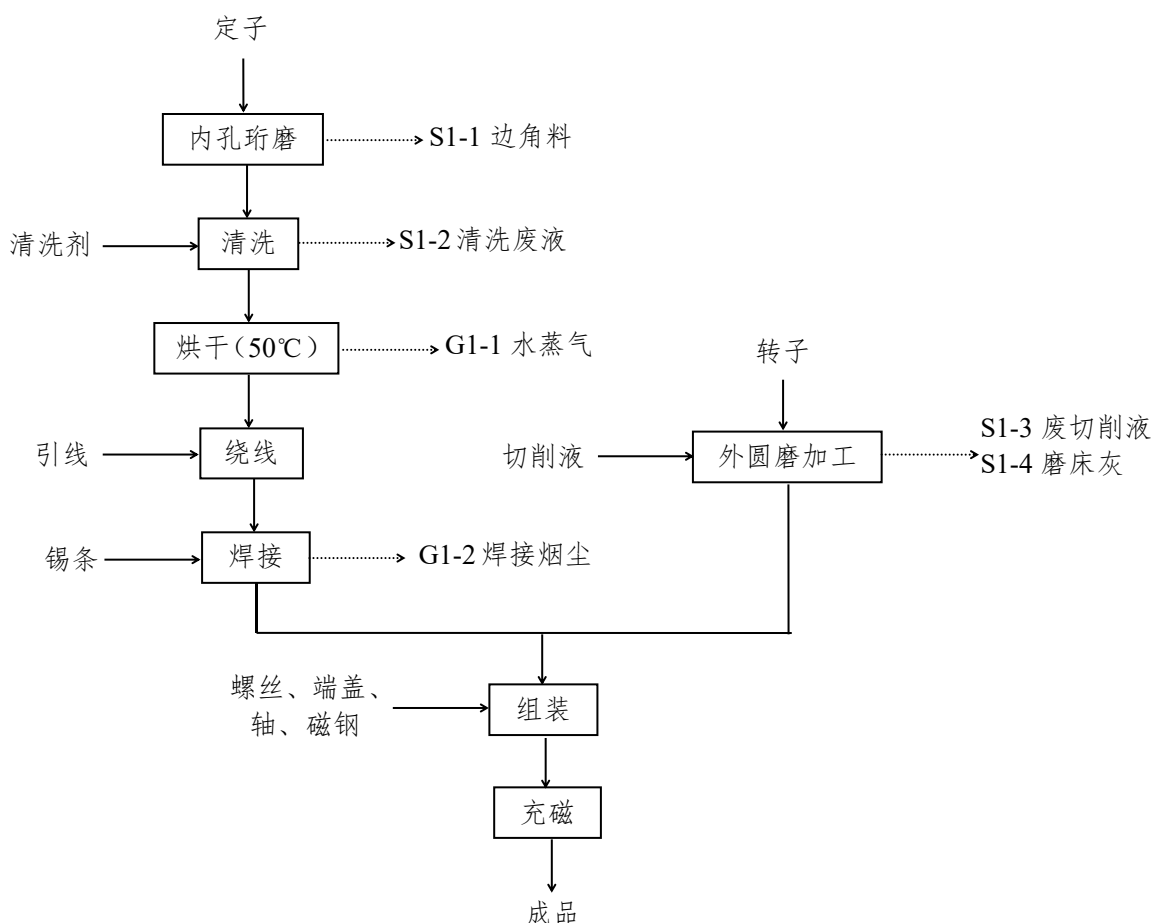 定子
内孔珩磨
S1-1 边角料
清洗剂
清洗
S1-2 清洗废液
烘干(50℃)
G1-1 水蒸气
转子
引线
绕线
切削液
外圆磨加工
S1-3 废切削液
S1-4 磨床灰
锡条
焊接
G1-2 焊接烟尘
螺丝、端盖、
轴、磁钢
组装
充磁
成品